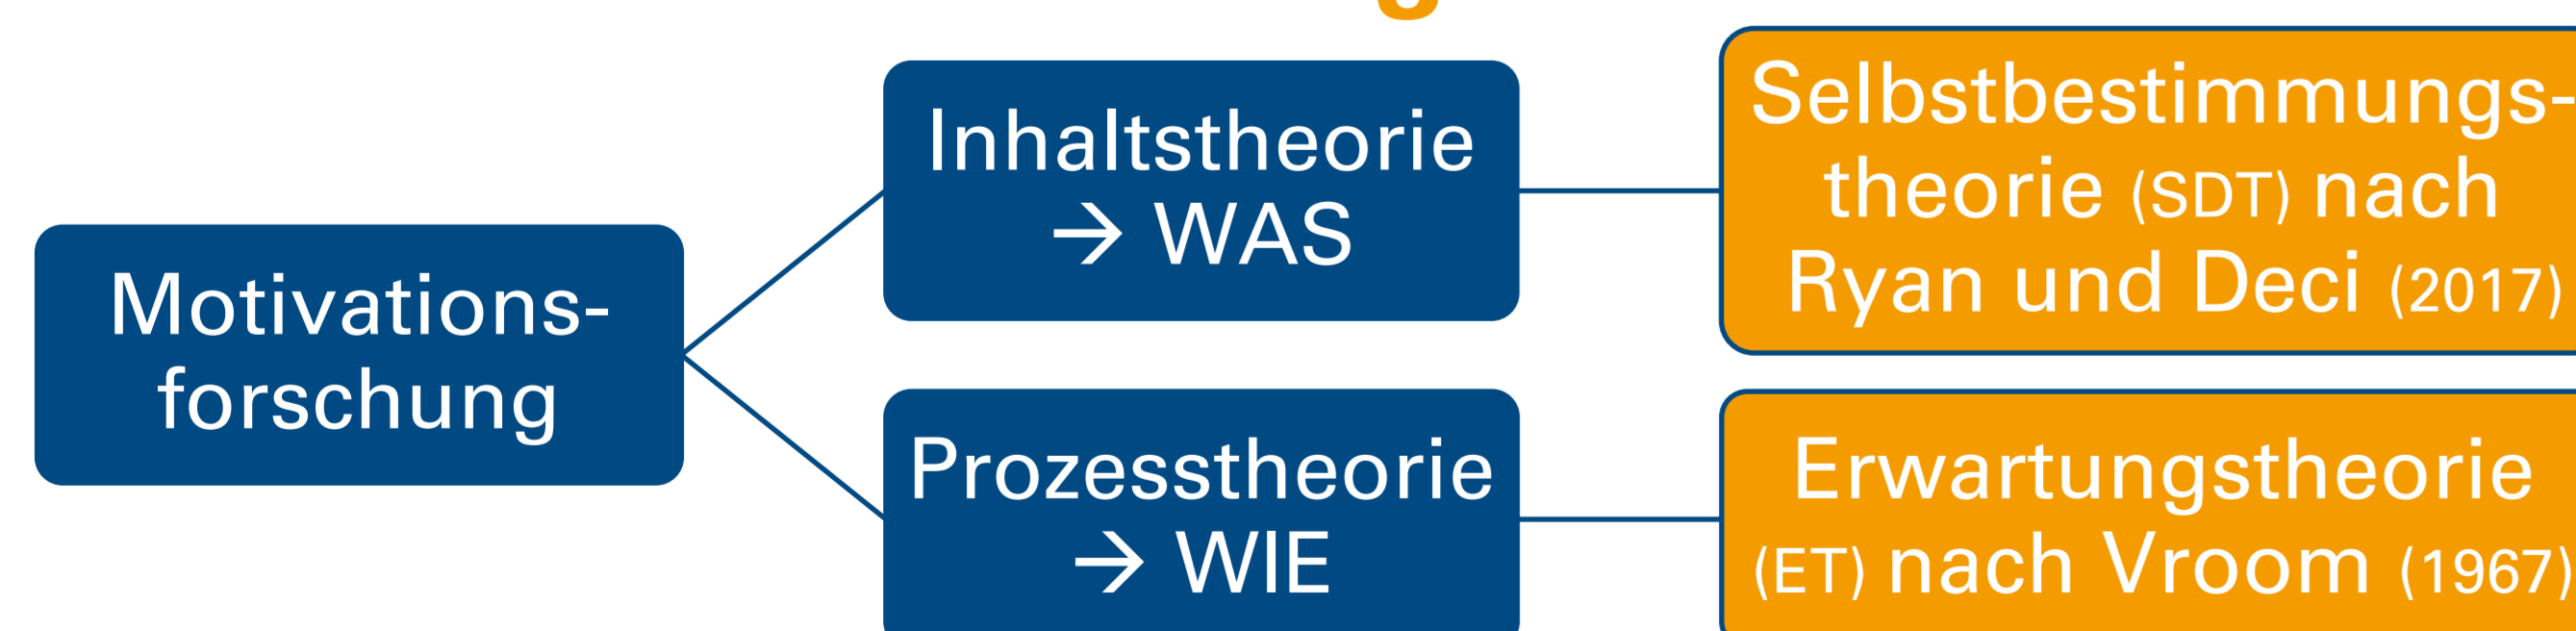 Motivations-
forschung
Inhaltstheorie
→ WAS
Selbstbestimmungs-
theorie (SDT) nach
Ryan und Deci (2017)
Prozesstheorie
→ WIE
Erwartungstheorie
(ET) nach Vroom (1967)